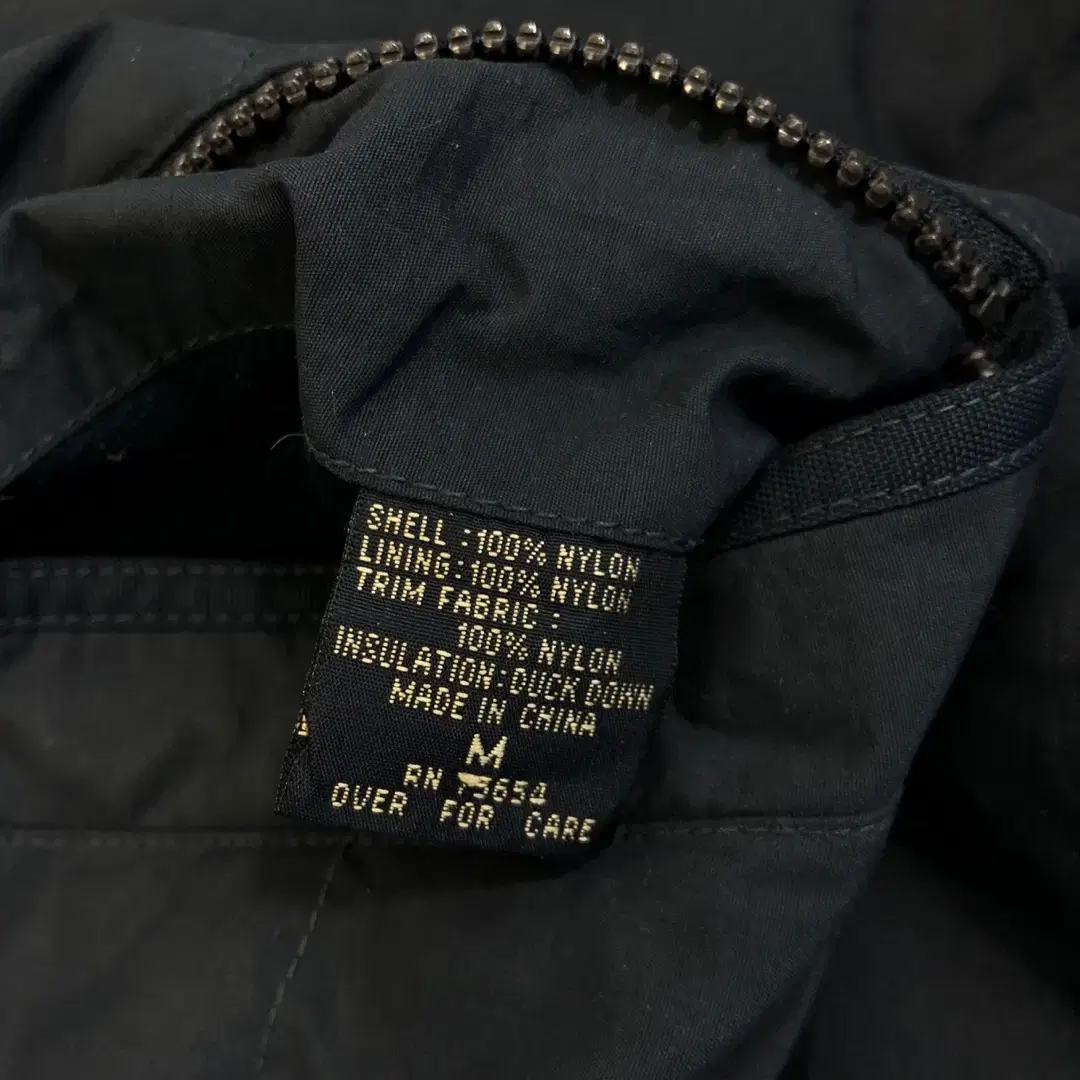 SHELL :100% NYLON
LINING:100% NYLON
TRIM FABRIC :
100% NYLON
INSULATION:DUCK DOWN
MADE IN CHINA
M
RN
OVER FOR CARE